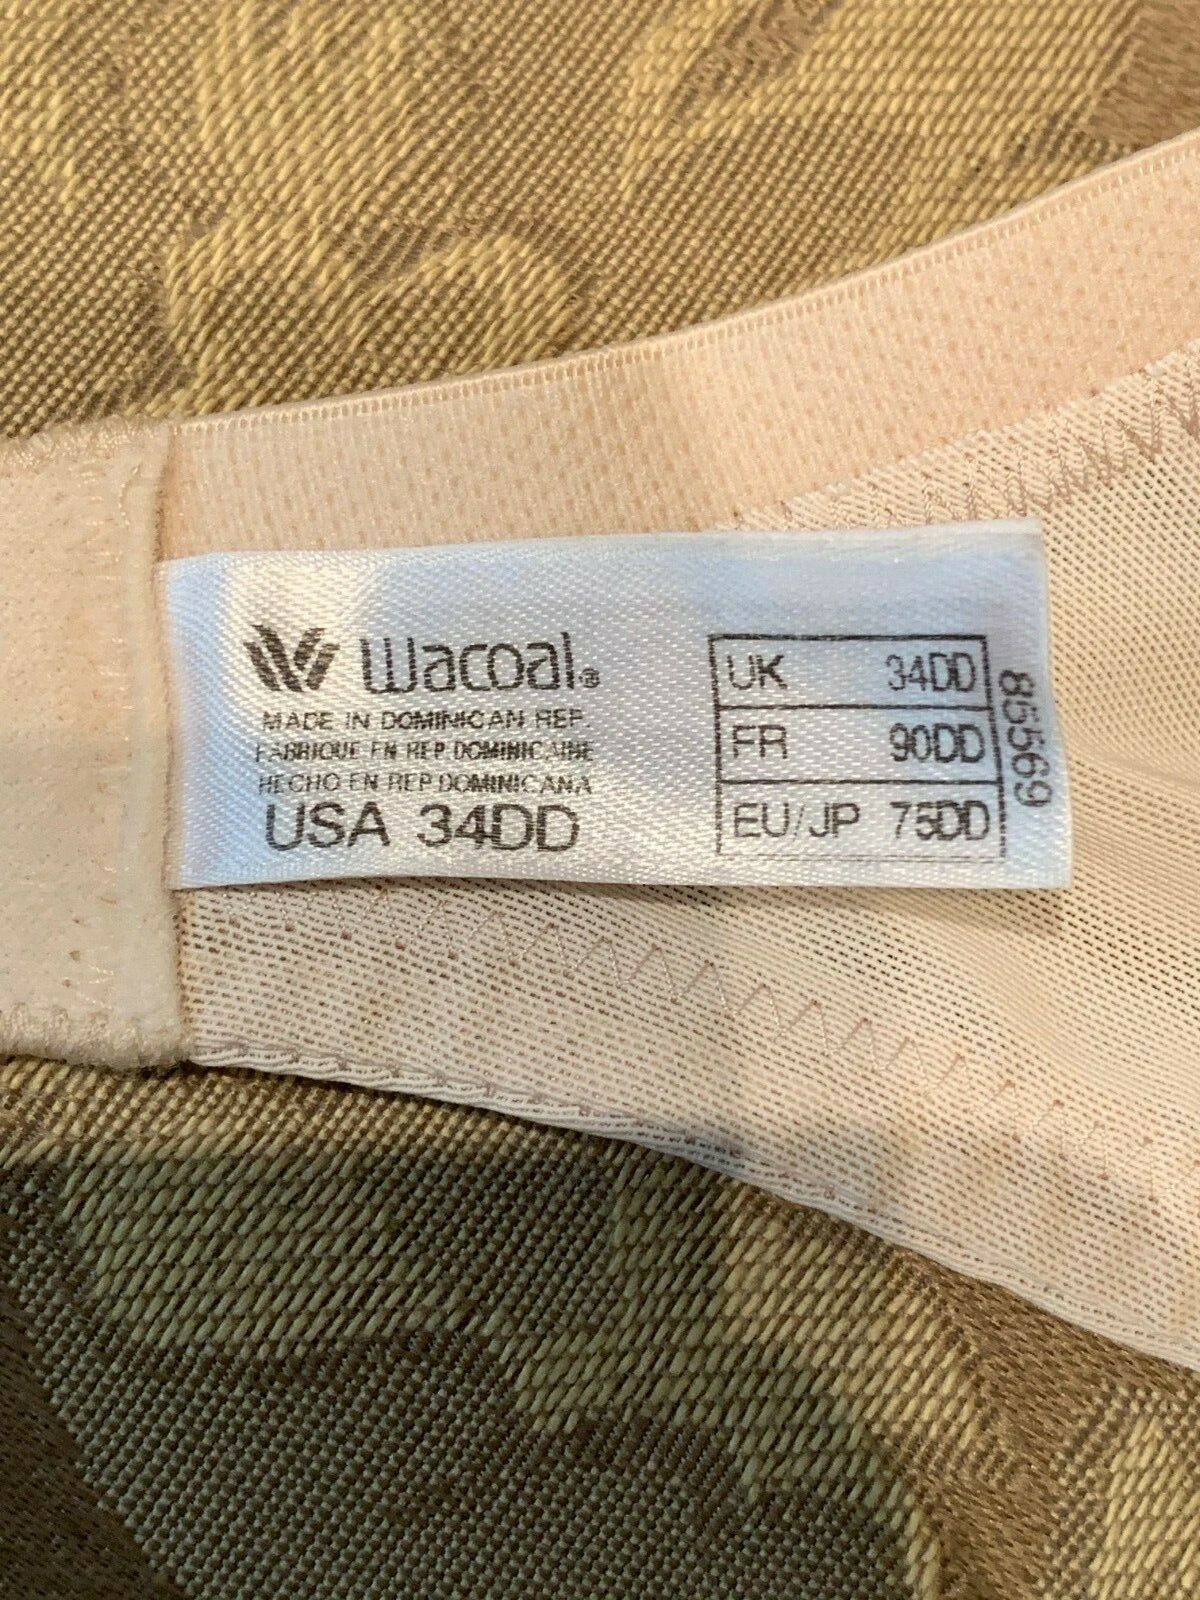 Wacoal®
MADE IN DOMINICAN REP.
FABRIQUE EN REP DOMINICAINE
HECHO EN REP DOMINICANA
USA 34DD
UK 34DD
FR 90DD
EU/JP 75DD
85569